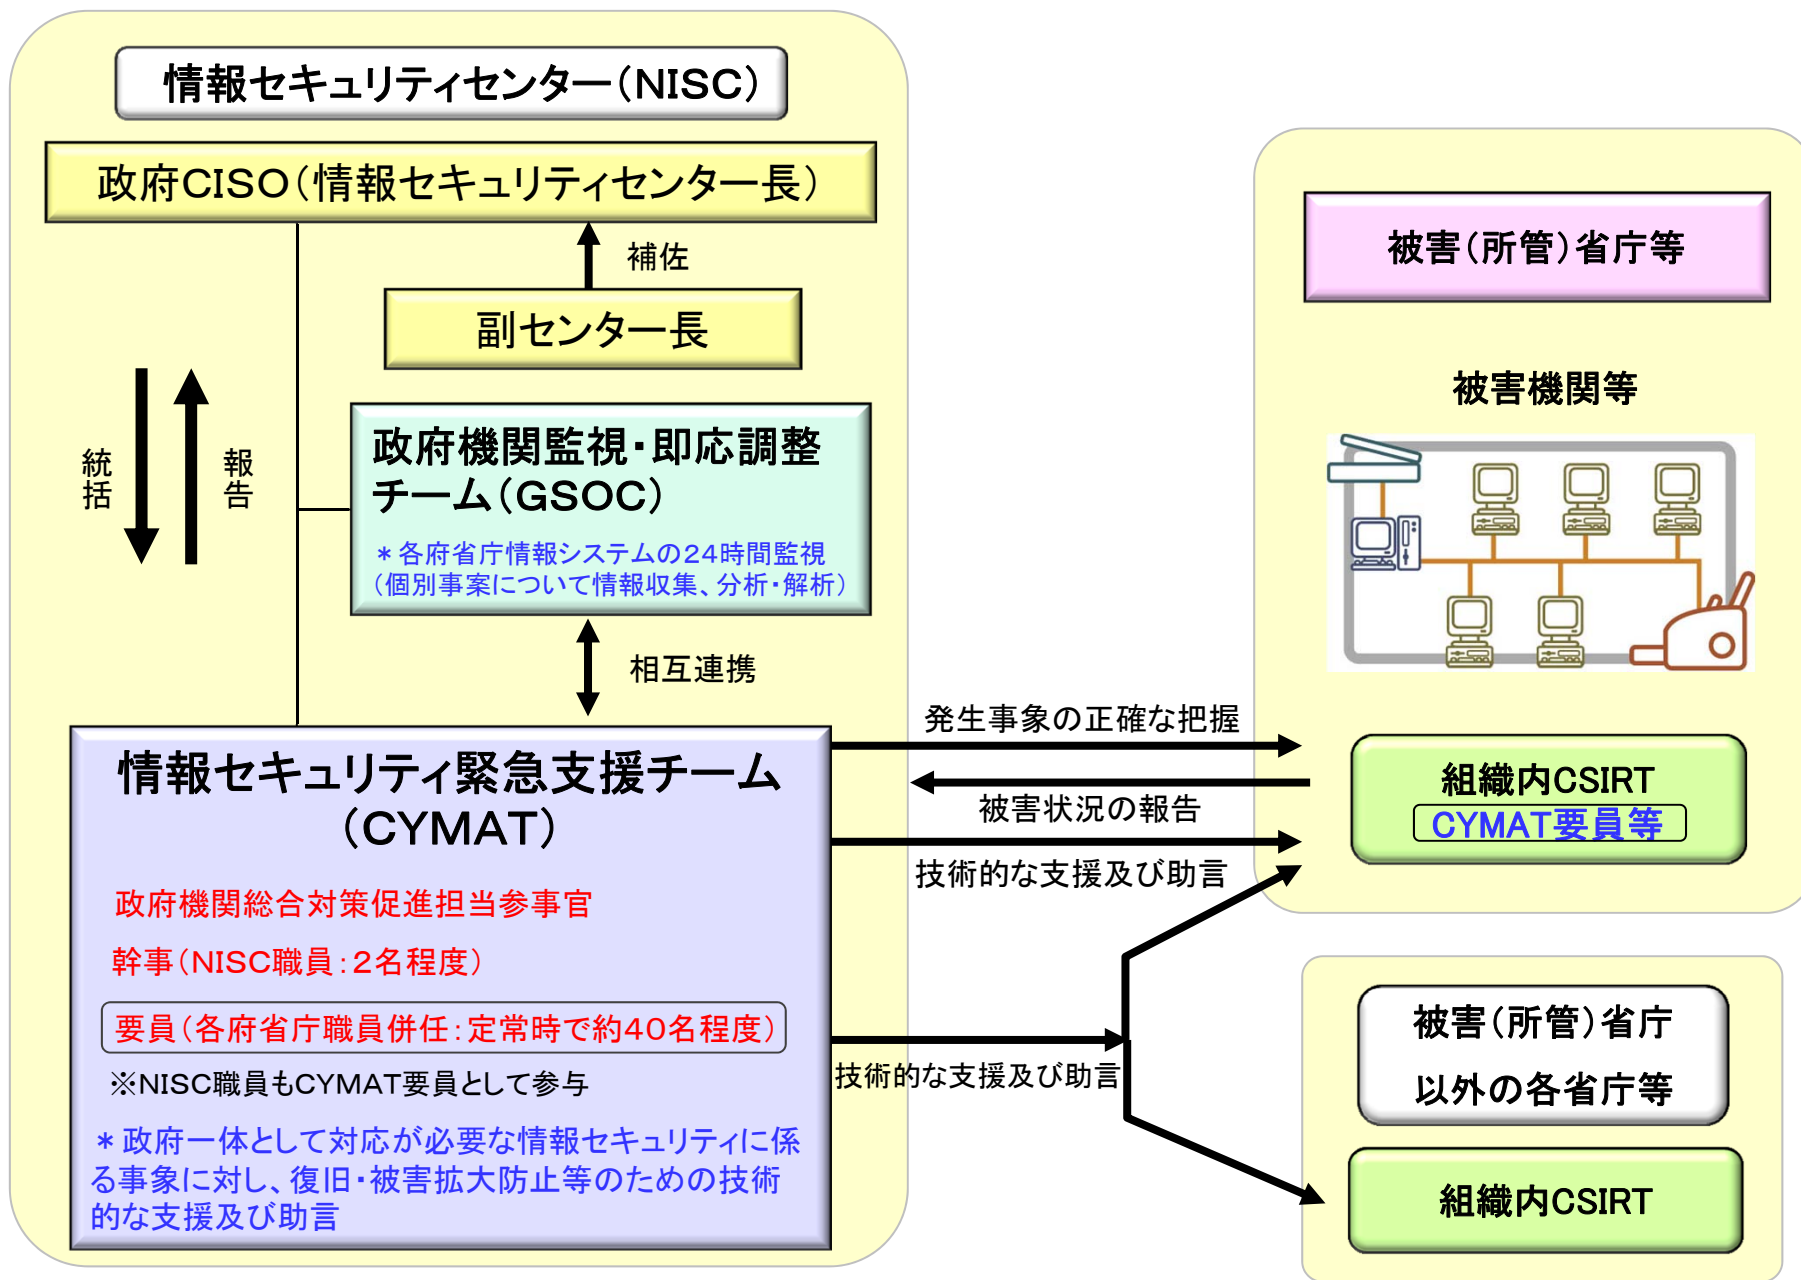 情報セキュリティセンター(NISC)
政府CISO(情報セキュリティセンター長)
補佐
副センター長
統括
報告
政府機関監視・即応調整
チーム(GSOC)
*各府省庁情報システムの24時間監視
(個別事案について情報収集、分析・解析)
相互連携
情報セキュリティ緊急支援チーム
(CYMAT)
政府機関総合対策促進担当参事官
幹事(NISC職員:2名程度)
要員(各府省庁職員併任:定常時で約40名程度)
※NISC職員もCYMAT要員として参与
*政府一体として対応が必要な情報セキュリティに係
る事象に対し、復旧・被害拡大防止等のための技術
的な支援及び助言
発生事象の正確な把握
被害状況の報告
技術的な支援及び助言
技術的な支援及び助言
被害(所管)省庁等
被害機関等
組織内CSIRT
CYMAT要員等
被害(所管)省庁
以外の各省庁等
組織内CSIRT